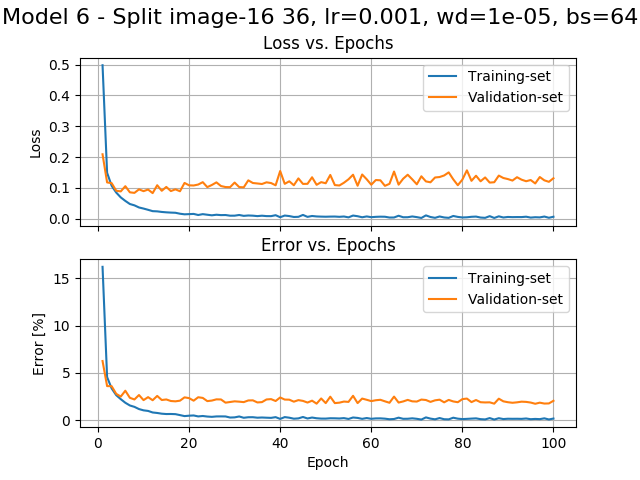 Model 6 - Split image-16 36, lr=0.001, wd=1e-05, bs=64
Loss vs. Epochs
0.5
0.4
0.3
0.2
0.1
0.0
Loss
Training-set
Validation-set
Error vs. Epochs
15
10
5
0
Error [%]
Training-set
Validation-set
0 20 40 60 80 100
Epoch